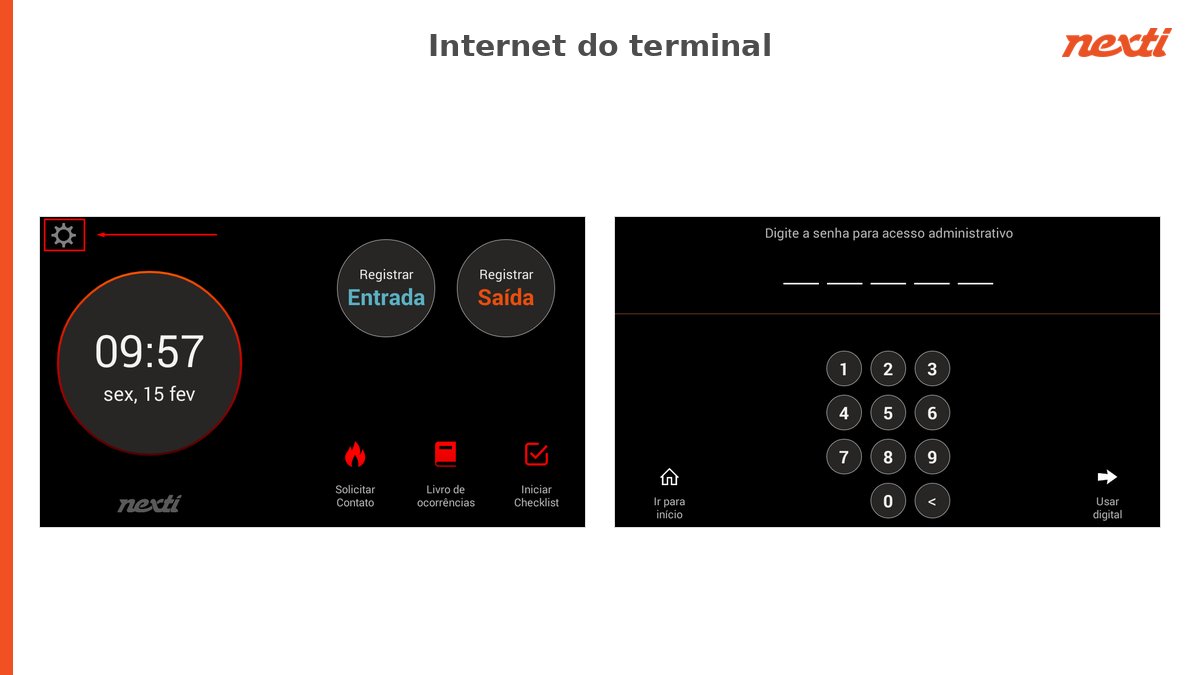 Internet do terminal
nexti
09:57
sex, 15 fev
nexti
Registrar
Entrada
Registrar
Saída
Solicitar
Contato
Livro de
ocorrências
Iniciar
Checklist
Digite a senha para acesso administrativo
1 2 3
4 5 6
7 8 9
0 <
Ir para
início
Usar
digital